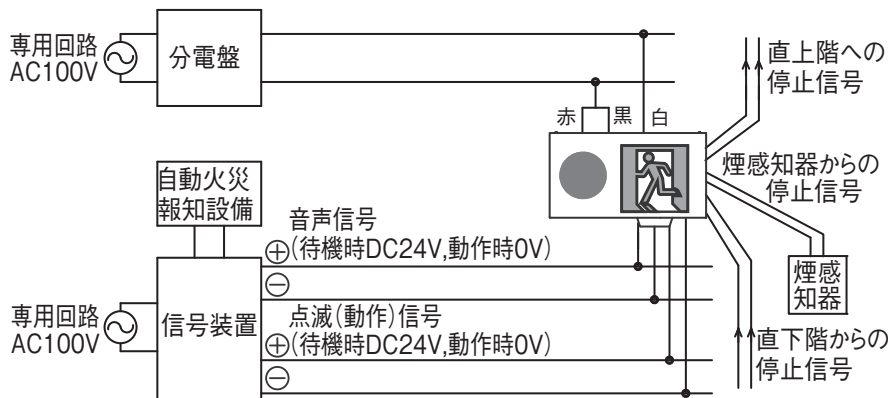 専用回路
AC100V
分電盤
直上階への
停止信号
赤 黒 白
煙感知器からの
停止信号
自動火災
報知設備
音声信号
⊕(待機時DC24V,動作時0V)
⊖
煙感
知器
専用回路
AC100V
信号装置
点滅(動作)信号
⊕(待機時DC24V,動作時0V)
⊖
直下階からの
停止信号